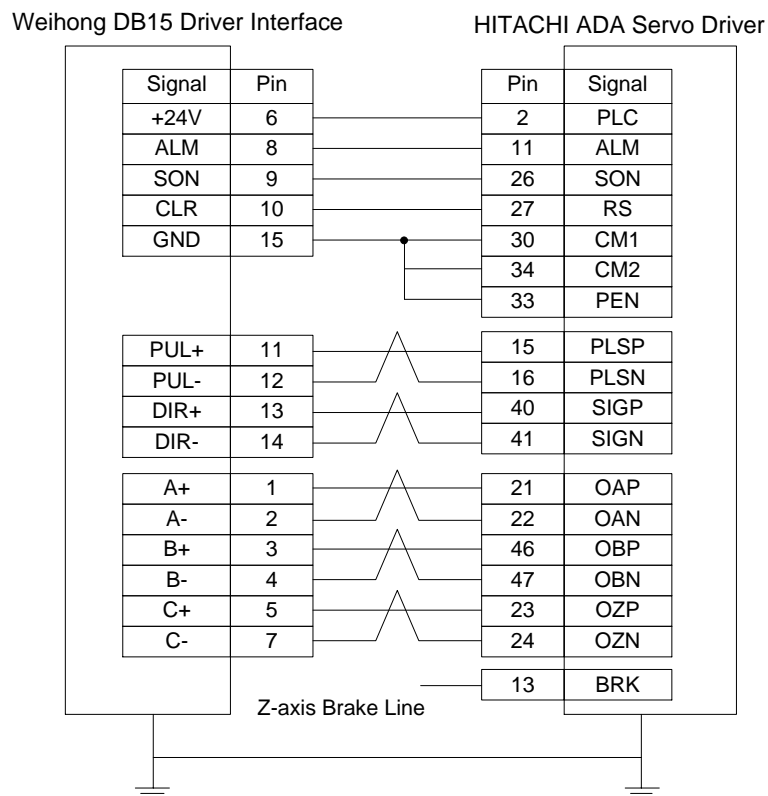 Weihong DB15 Driver Interface HITACHI ADA Servo Driver
Signal Pin Pin Signal
+24V 6 2 PLC
ALM 8 11 ALM
SON 9 26 SON
CLR 10 27 RS
GND 15 30 CM1
34 CM2
33 PEN
PUL+ 11 15 PLSP
PUL- 12 16 PLSN
DIR+ 13 40 SIGP
DIR- 14 41 SIGN
A+ 1 21 OAP
A- 2 22 OAN
B+ 3 46 OBP
B- 4 47 OBN
C+ 5 23 OZP
C- 7 24 OZN
13 BRK
Z-axis Brake Line